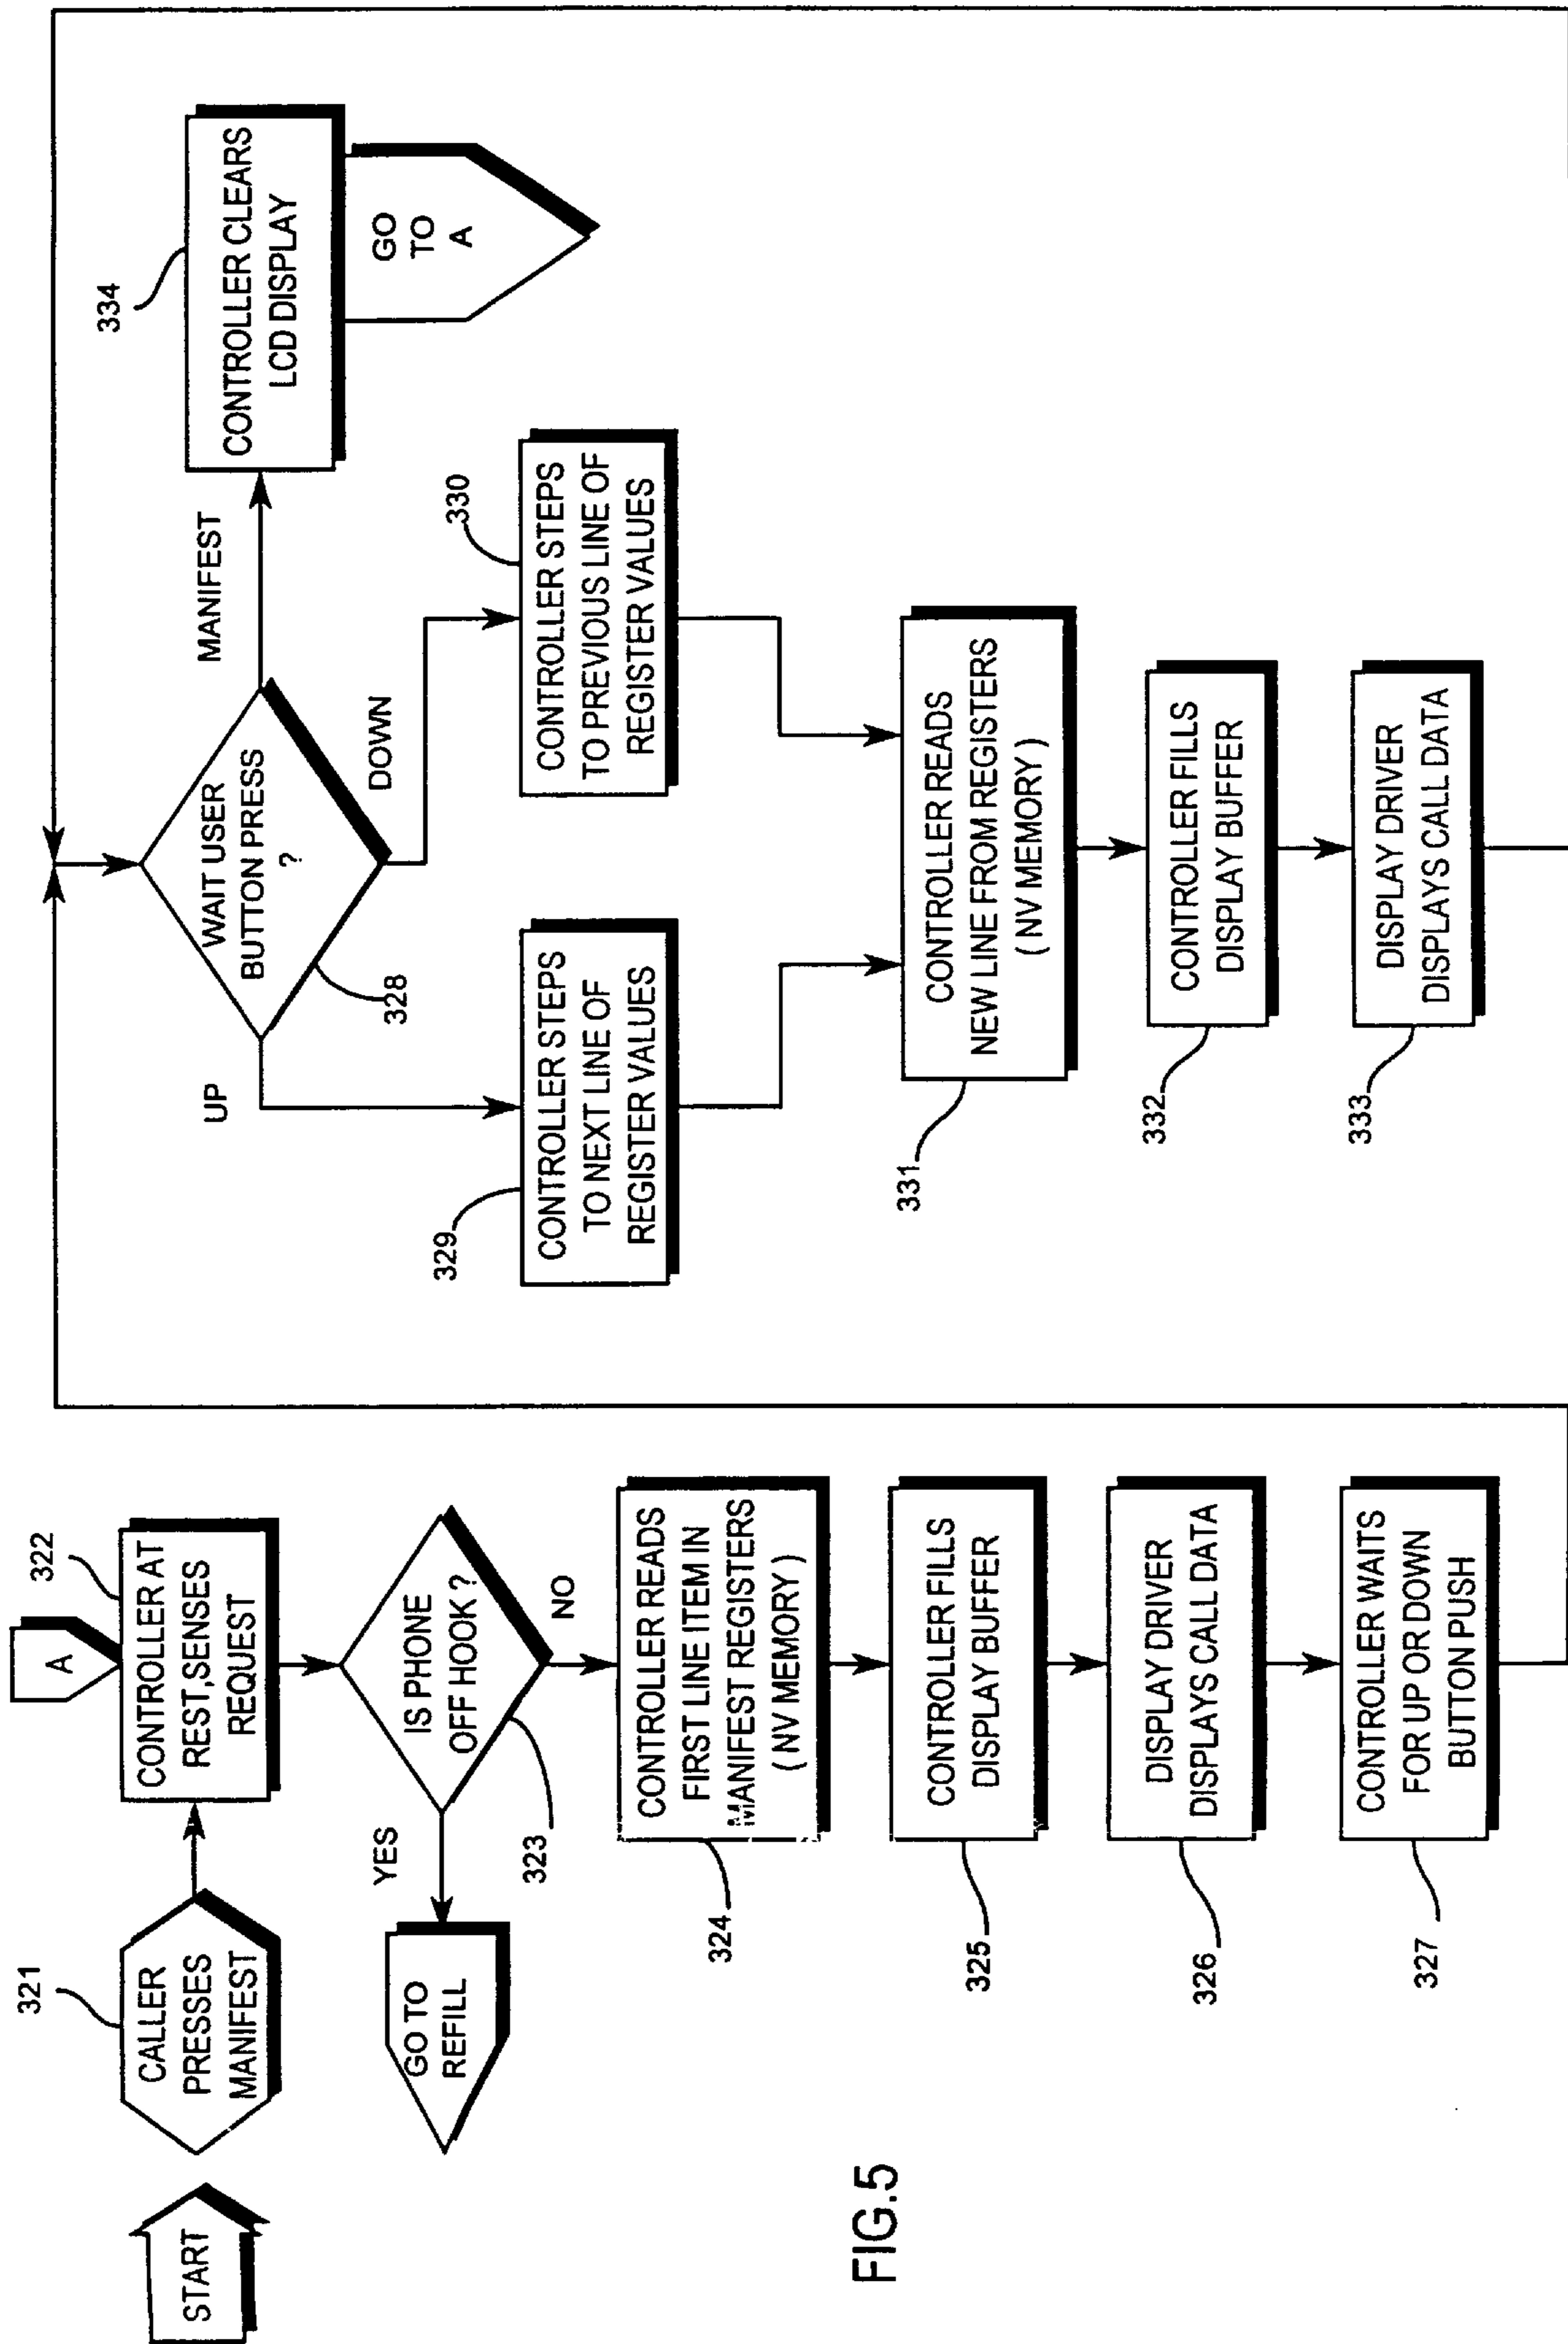 START
321
CALLER
PRESSES
MANIFEST
A
322
CONTROLLER AT
REST,SENSES
REQUEST
IS PHONE
OFF HOOK ?
323
YES
GO TO
REFILL
NO
CONTROLLER READS
FIRST LINE ITEM IN
MANIFEST REGISTERS
( NV MEMORY )
324
CONTROLLER FILLS
DISPLAY BUFFER
325
DISPLAY DRIVER
DISPLAYS CALL DATA
326
CONTROLLER WAITS
FOR UP OR DOWN
BUTTON PUSH
327
WAIT USER
BUTTON PRESS
?
328
UP
DOWN
MANIFEST
329
CONTROLLER STEPS
TO NEXT LINE OF
REGISTER VALUES
330
CONTROLLER STEPS
TO PREVIOUS LINE OF
REGISTER VALUES
334
CONTROLLER CLEARS
LCD DISPLAY
GO
TO
A
CONTROLLER READS
NEW LINE FROM REGISTERS
( NV MEMORY )
331
CONTROLLER FILLS
DISPLAY BUFFER
332
DISPLAY DRIVER
DISPLAYS CALL DATA
333
FIG.5